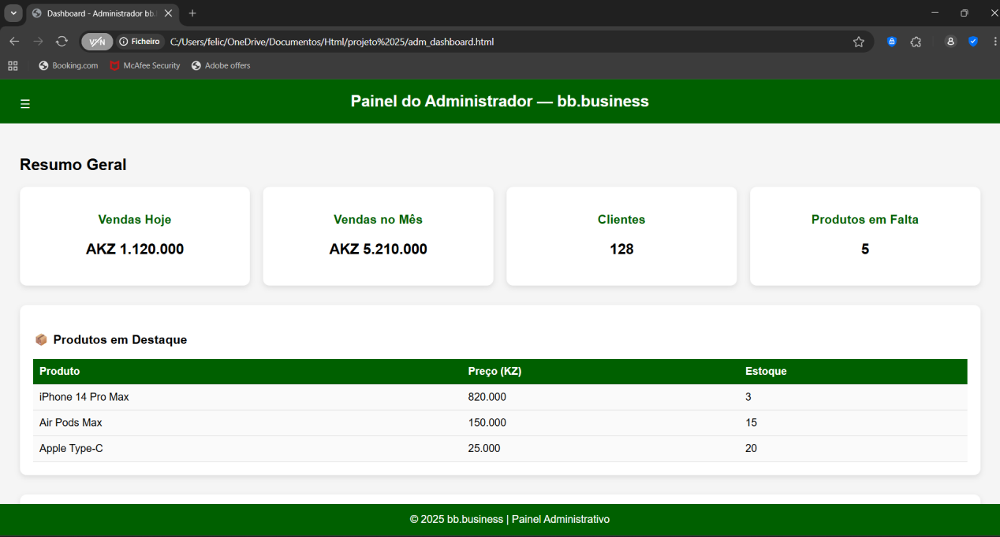 Dashboard - Administrador bb.
VPN
Ficheiro
C:/Users/felic/OneDrive/Documentos/Html/projeto%2025/adm_dashboard.html
Booking.com
McAfee Security
Adobe offers
Painel do Administrador — bb.business
Resumo Geral
Vendas Hoje
AKZ 1.120.000
Vendas no Mês
AKZ 5.210.000
Clientes
128
Produtos em Falta
5
Produtos em Destaque
Produto Preço (KZ) Estoque
iPhone 14 Pro Max 820.000 3
Air Pods Max 150.000 15
Apple Type-C 25.000 20
© 2025 bb.business | Painel Administrativo